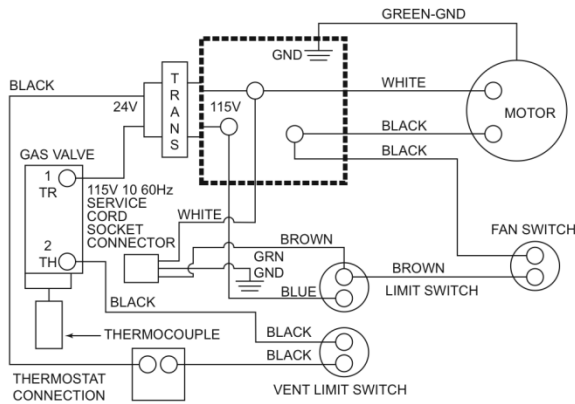 GREEN-GND
GND
BLACK
WHITE
24V
TRANS
115V
MOTOR
BLACK
BLACK
GAS VALVE
1
TR
115V 10 60Hz
SERVICE
CORD
SOCKET
CONNECTOR
WHITE
FAN SWITCH
BROWN
2
TH
GRN
GND
BROWN
BLUE
LIMIT SWITCH
BLACK
THERMOCOUPLE
BLACK
BLACK
THERMOSTAT
CONNECTION
VENT LIMIT SWITCH